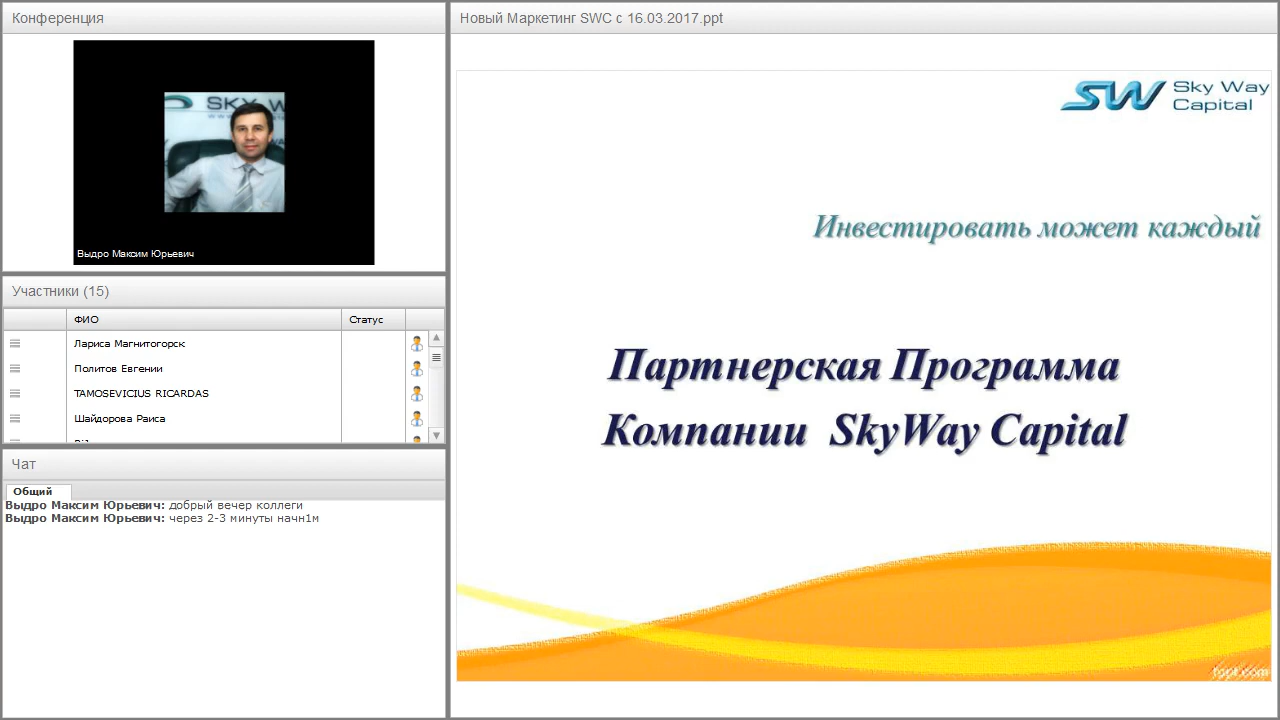 Конференция
Выдро Максим Юрьевич
Участники (15)
ФИО
Статус
Лариса Магнитогорск
Политов Евгении
TAMOSEVICIUS RICARDAS
Шайдорова Раиса
Чат
Общий
Выдро Максим Юрьевич: добрый вечер коллеги
Выдро Максим Юрьевич: через 2-3 минуты начн1м
Новый Маркетинг SWC с 16.03.2017.ppt
SW Sky Way
Capital
Инвестировать может каждый
Партнерская Программа
Компании SkyWay Capital